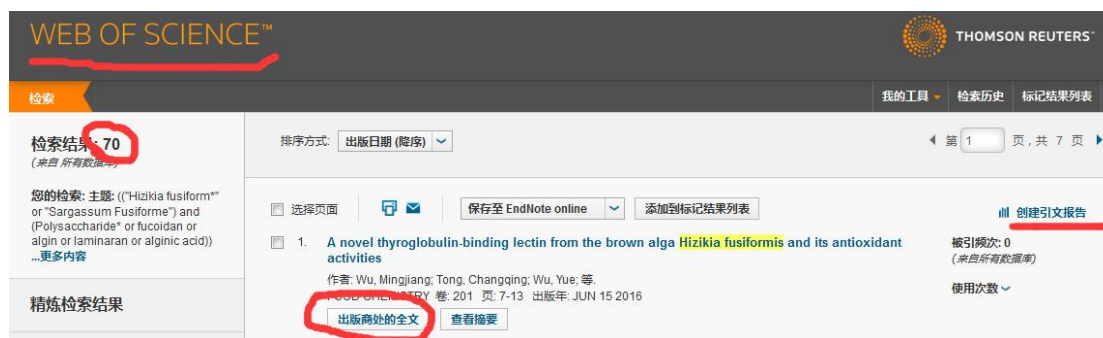 WEB OF SCIENCE™
THOMSON REUTERS™
检索
我的工具
检索历史
标记结果列表
检索结果: 70
(来自 所有数据库)
您的检索: 主题: (("Hizikia fusiform*"
or "Sargassum Fusiforme") and
(Polysaccharide* or fucoidan or
algin or laminaran or alginic acid))
...更多内容
精炼检索结果
排序方式: 出版日期 (降序)
第 1 页,共 7 页
选择页面
保存至 EndNote online
添加到标记结果列表
创建引文报告
1. A novel thyroglobulin-binding lectin from the brown alga Hizikia fusiformis and its antioxidant
activities
作者: Wu, Mingjiang; Tong, Changqing; Wu, Yue; 等.
FOOD CHEMISTRY 卷: 201 页: 7-13 出版年: JUN 15 2016
出版商处的全文
查看摘要
被引频次: 0
(来自所有数据库)
使用次数